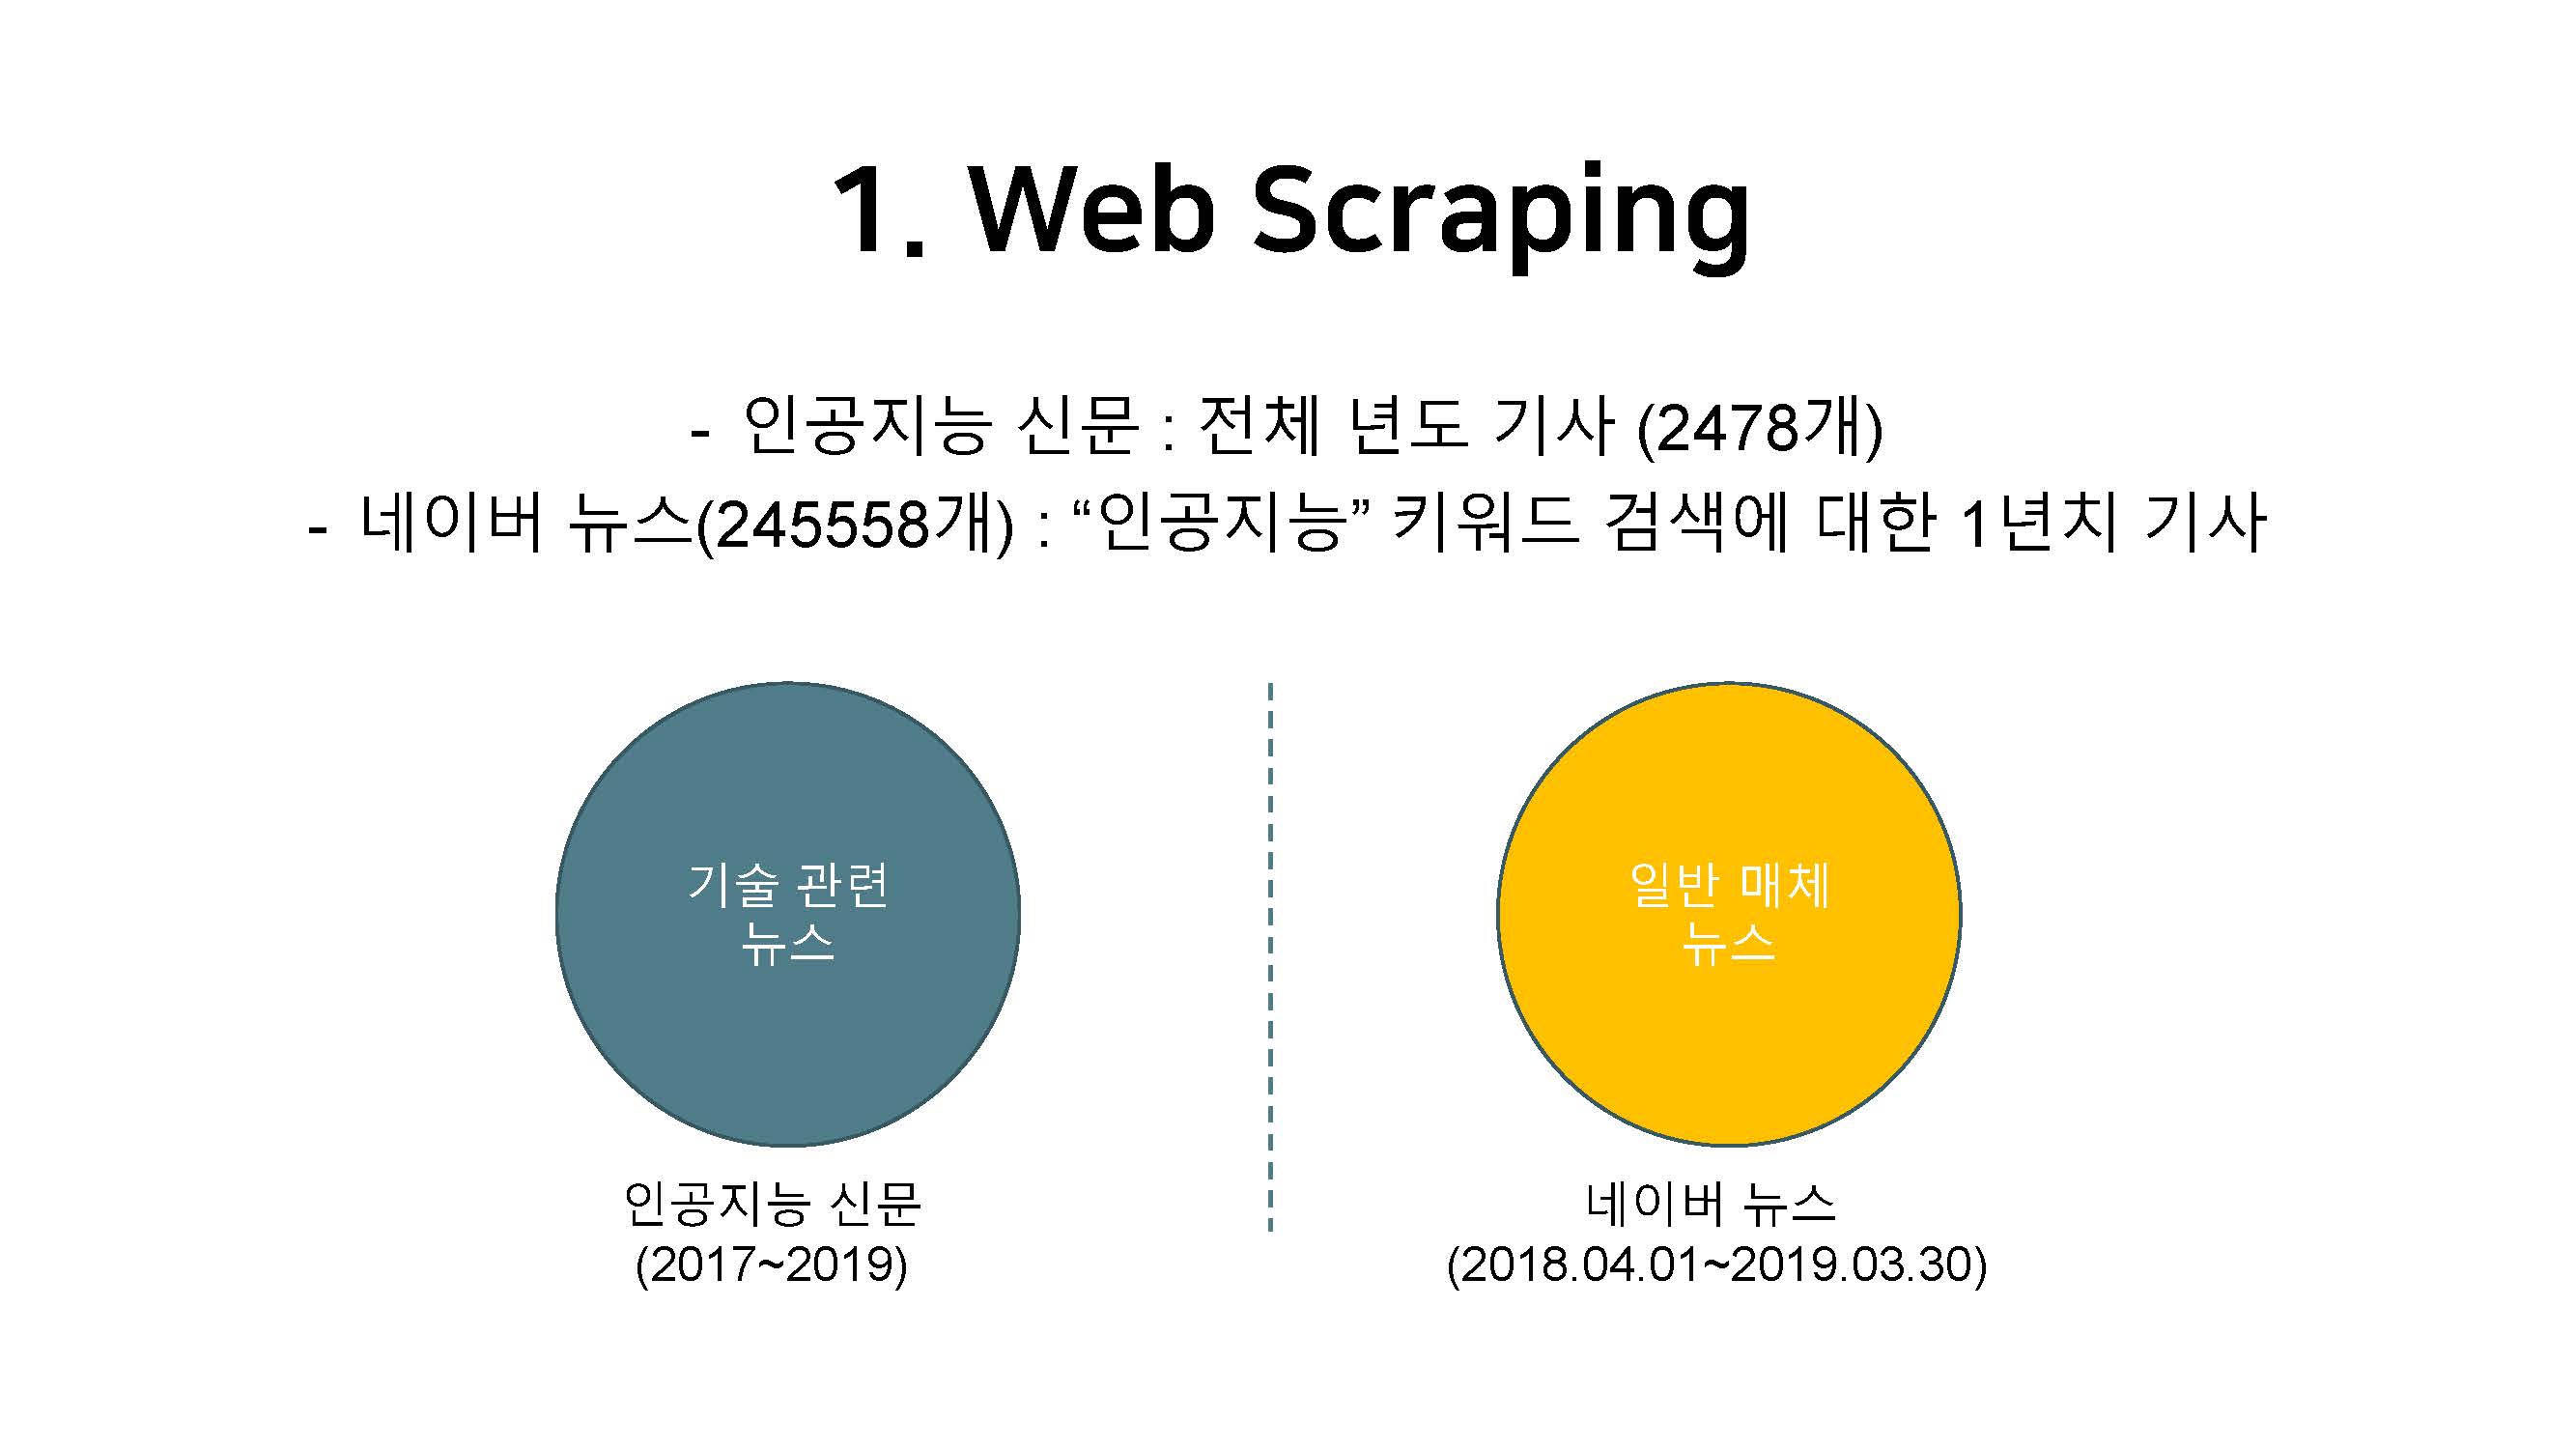 1. Web Scraping
- 인공지능 신문 : 전체 년도 기사 (2478개)
- 네이버 뉴스(245558개) : “인공지능” 키워드 검색에 대한 1년치 기사
기술 관련
뉴스
인공지능 신문
(2017~2019)
일반 매체
뉴스
네이버 뉴스
(2018.04.01~2019.03.30)